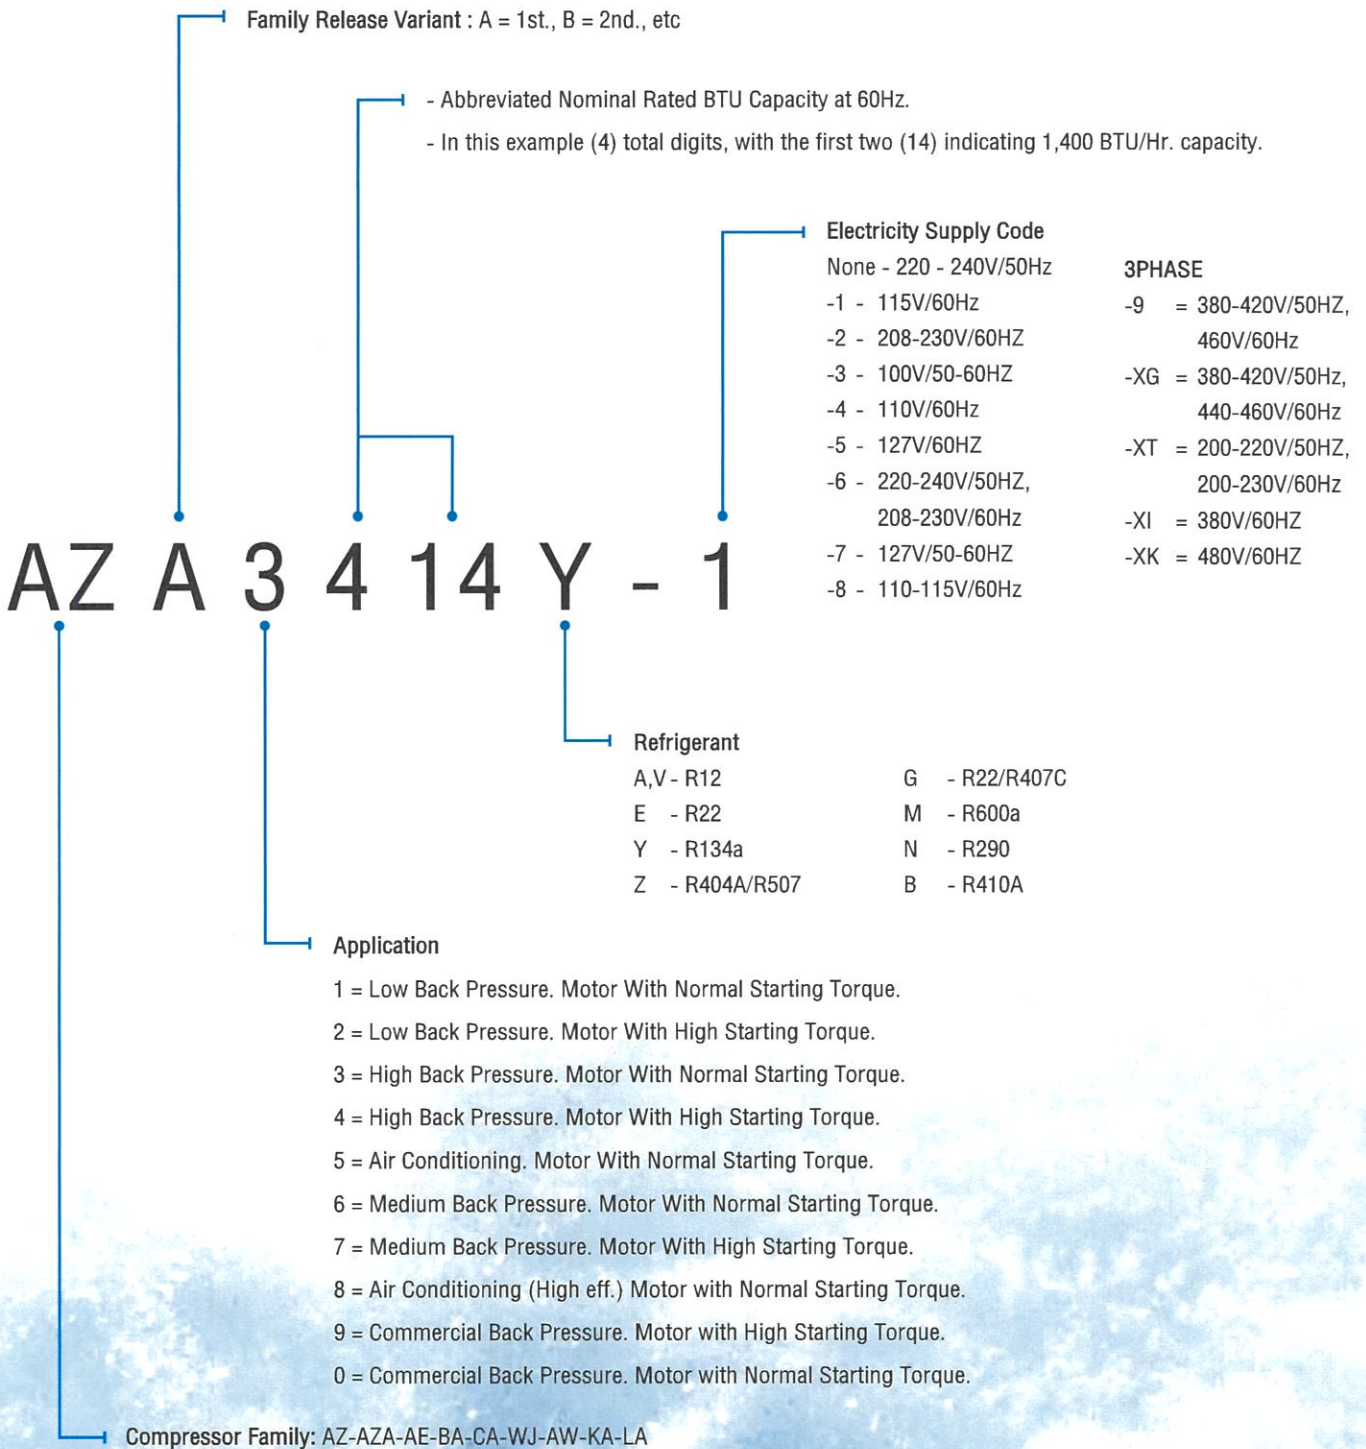 Family Release Variant : A = 1st., B = 2nd., etc
- Abbreviated Nominal Rated BTU Capacity at 60Hz.
- In this example (4) total digits, with the first two (14) indicating 1,400 BTU/Hr. capacity.
Electricity Supply Code
None - 220 - 240V/50Hz
-1 - 115V/60Hz
-2 - 208-230V/60HZ
-3 - 100V/50-60HZ
-4 - 110V/60Hz
-5 - 127V/60HZ
-6 - 220-240V/50HZ,
208-230V/60Hz
-7 - 127V/50-60HZ
-8 - 110-115V/60Hz
3PHASE
-9 = 380-420V/50HZ,
460V/60Hz
-XG = 380-420V/50Hz,
440-460V/60Hz
-XT = 200-220V/50HZ,
200-230V/60Hz
-XI = 380V/60HZ
-XK = 480V/60HZ
AZ A 3 4 14 Y - 1
Refrigerant
A,V - R12
E - R22
Y - R134a
Z - R404A/R507
G - R22/R407C
M - R600a
N - R290
B - R410A
Application
1 = Low Back Pressure. Motor With Normal Starting Torque.
2 = Low Back Pressure. Motor With High Starting Torque.
3 = High Back Pressure. Motor With Normal Starting Torque.
4 = High Back Pressure. Motor With High Starting Torque.
5 = Air Conditioning. Motor With Normal Starting Torque.
6 = Medium Back Pressure. Motor With Normal Starting Torque.
7 = Medium Back Pressure. Motor With High Starting Torque.
8 = Air Conditioning (High eff.) Motor with Normal Starting Torque.
9 = Commercial Back Pressure. Motor with High Starting Torque.
0 = Commercial Back Pressure. Motor with Normal Starting Torque.
Compressor Family: AZ-AZA-AE-BA-CA-WJ-AW-KA-LA